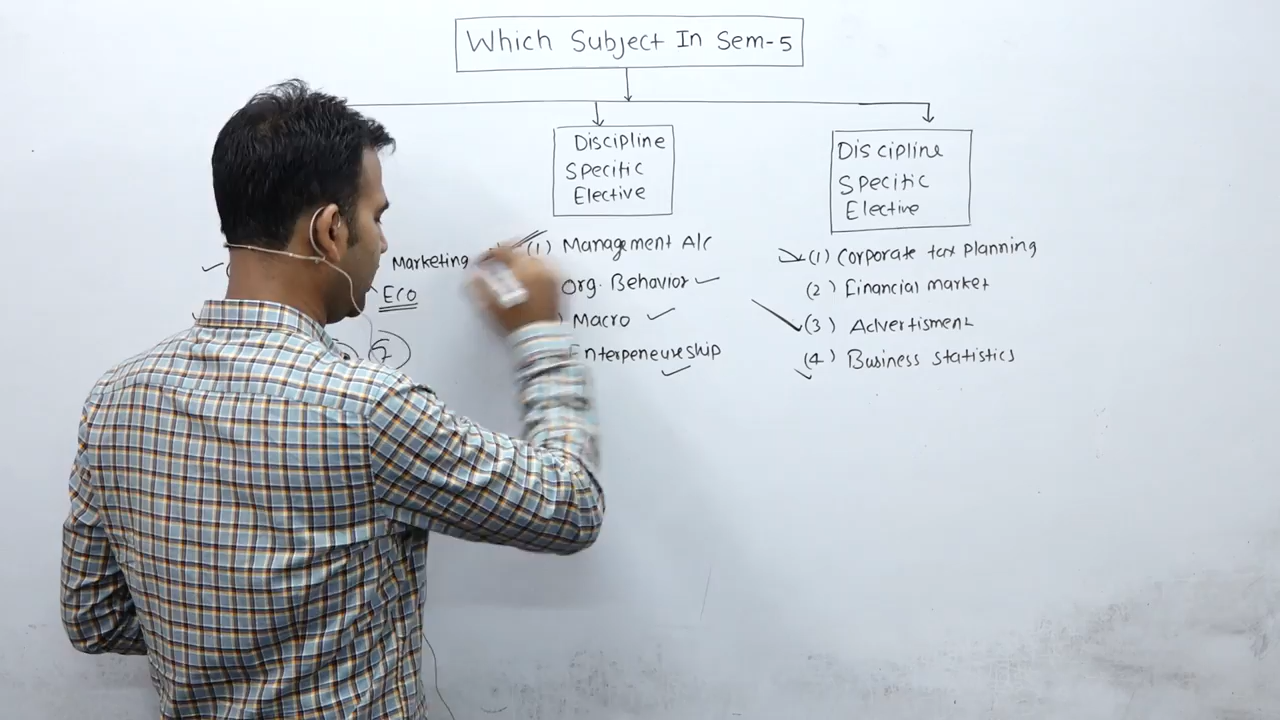 Which Subject In Sem-5
Discipline
Specific
Elective
Discipline
Specific
Elective
Marketing
Eco
(1) Management A/c
Org. Behavior
Macro
Enterpeneureship
(1) Corporate tax planning
(2) Financial market
(3) Advertisment
(4) Business statistics